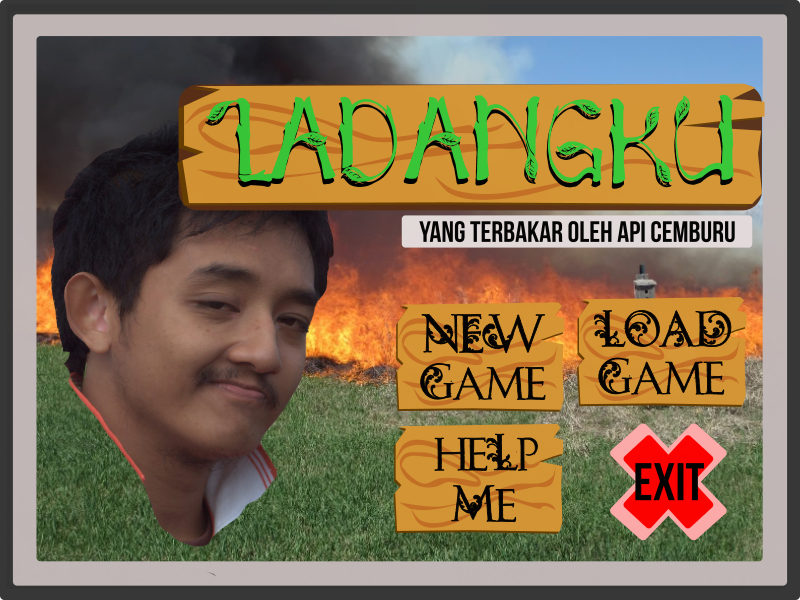 LADANGKU
YANG TERBAKAR OLEH API CEMBURU
NEW
GAME
LOAD
GAME
HELP
ME
EXIT